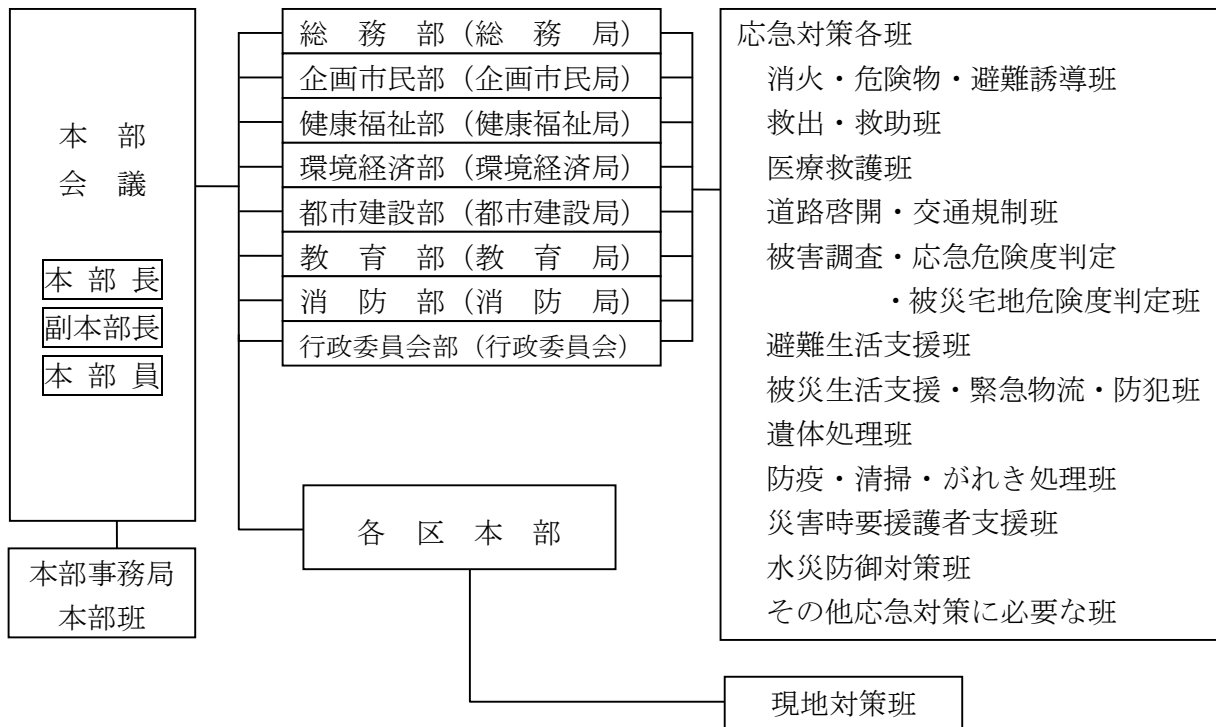 本部
会議
本部長
副本部長
本部員
本部事務局
本部班
総務部（総務局）
企画市民部（企画市民局）
健康福祉部（健康福祉局）
環境経済部（環境経済局）
都市建設部（都市建設局）
教育部（教育局）
消防部（消防局）
行政委員会部（行政委員会）
各区本部
応急対策各班
消火・危険物・避難誘導班
救出・救助班
医療救護班
道路啓開・交通規制班
被害調査・応急危険度判定
・被災宅地危険度判定班
避難生活支援班
被災生活支援・緊急物流・防犯班
遺体処理班
防疫・清掃・がれき処理班
災害時要援護者支援班
水災防御対策班
その他応急対策に必要な班
現地対策班